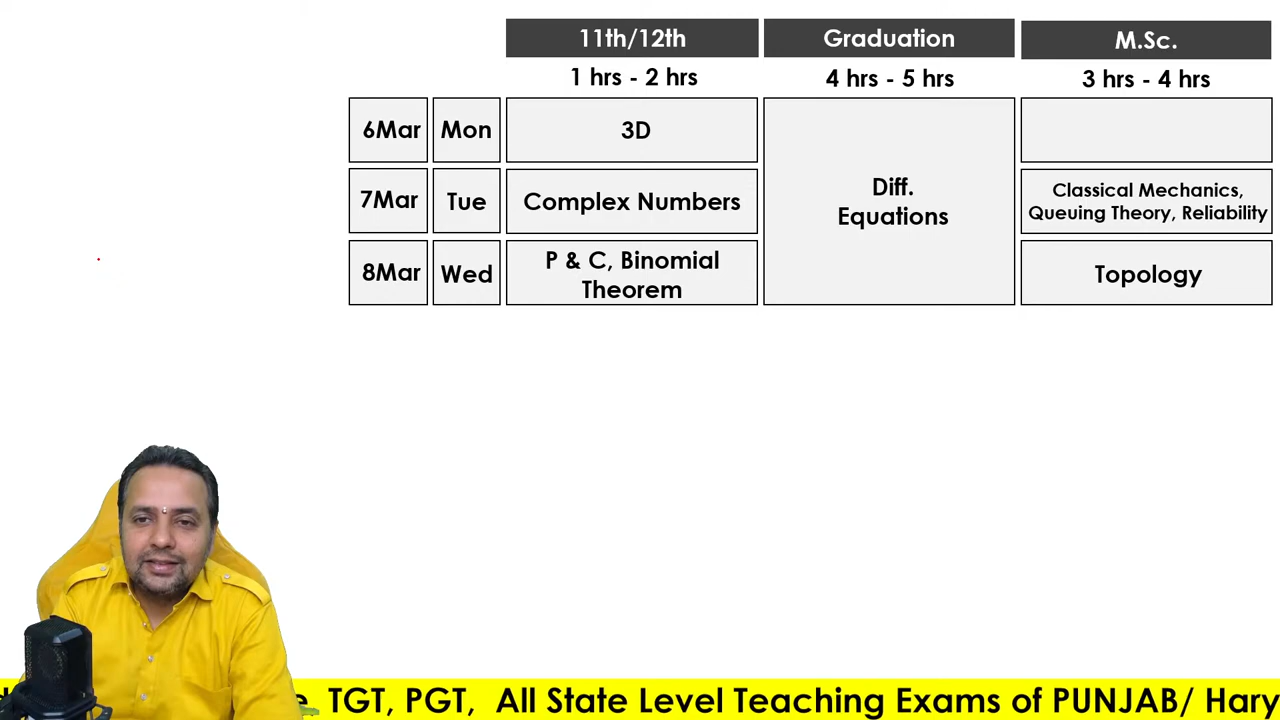 11th/12th Graduation M.Sc.
1 hrs - 2 hrs 4 hrs - 5 hrs 3 hrs - 4 hrs
6Mar Mon 3D
7Mar Tue Complex Numbers
8Mar Wed P & C, Binomial
Theorem
Diff.
Equations
Classical Mechanics,
Queuing Theory, Reliability
Topology
TGT, PGT, All State Level Teaching Exams of PUNJAB/ Hary